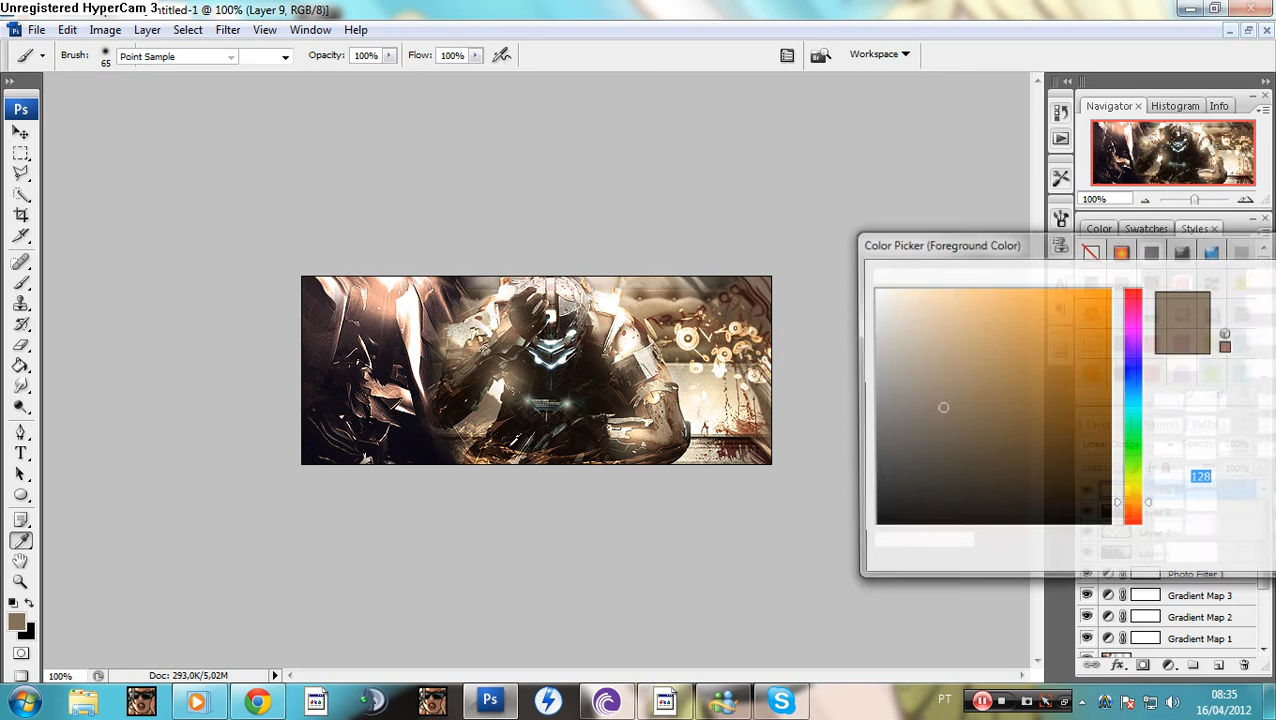 Unregistered HyperCam 3
ntitled-1 @ 100% (Layer 9, RGB/8)]
Ps
File Edit Image Layer Select Filter View Window Help
Brush: 65 Point Sample Opacity: 100% Flow: 100% Workspace
Ps
Navigator Histogram Info
100%
Color Swatches Styles
Color Picker (Foreground Color)
128
Photo Filter 1
Gradient Map 3
Gradient Map 2
Gradient Map 1
100% Doc: 293,0K/5,02M
Ps
PT
08:35
16/04/2012